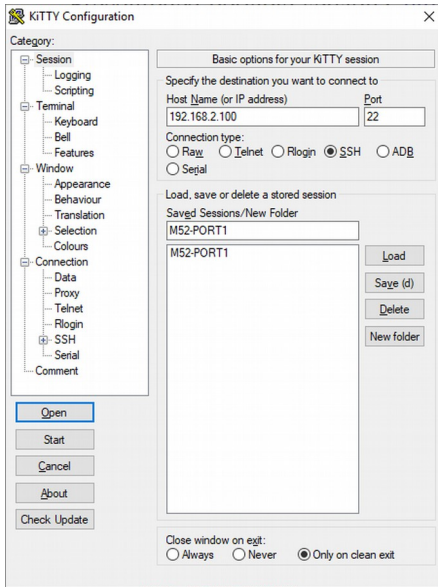 KiTTY Configuration
Category:
Session
Logging
Scripting
Terminal
Keyboard
Bell
Features
Window
Appearance
Behaviour
Translation
Selection
Colours
Connection
Data
Proxy
Telnet
Rlogin
SSH
Serial
Comment
Open
Start
Cancel
About
Check Update
Basic options for your KiTTY session
Specify the destination you want to connect to
Host Name (or IP address) Port
192.168.2.100 22
Connection type:
Raw Telnet Rlogin SSH ADB
Serial
Load, save or delete a stored session
Saved Sessions/New Folder
M52-PORT1
M52-PORT1
Load
Save (d)
Delete
New folder
Close window on exit:
Always Never Only on clean exit